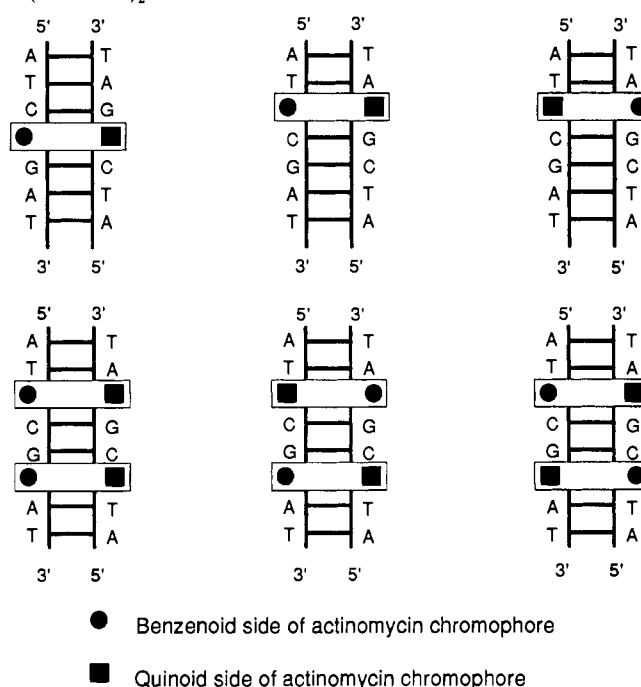 5' 3' 5' 3' 5' 3'
A T A T A T
T A T A T A
C G
C G C G
G C G C G C
A T A T A T
T A T A T A
3' 5' 3' 5' 3' 5'
5' 3' 5' 3' 5' 3'
A T A T A T
T A T A T A
C G C G C G
G C G C G C
A T A T A T
T A T A T A
3' 5' 3' 5' 3' 5'
Benzenoid side of actinomycin chromophore
Quinoid side of actinomycin chromophore